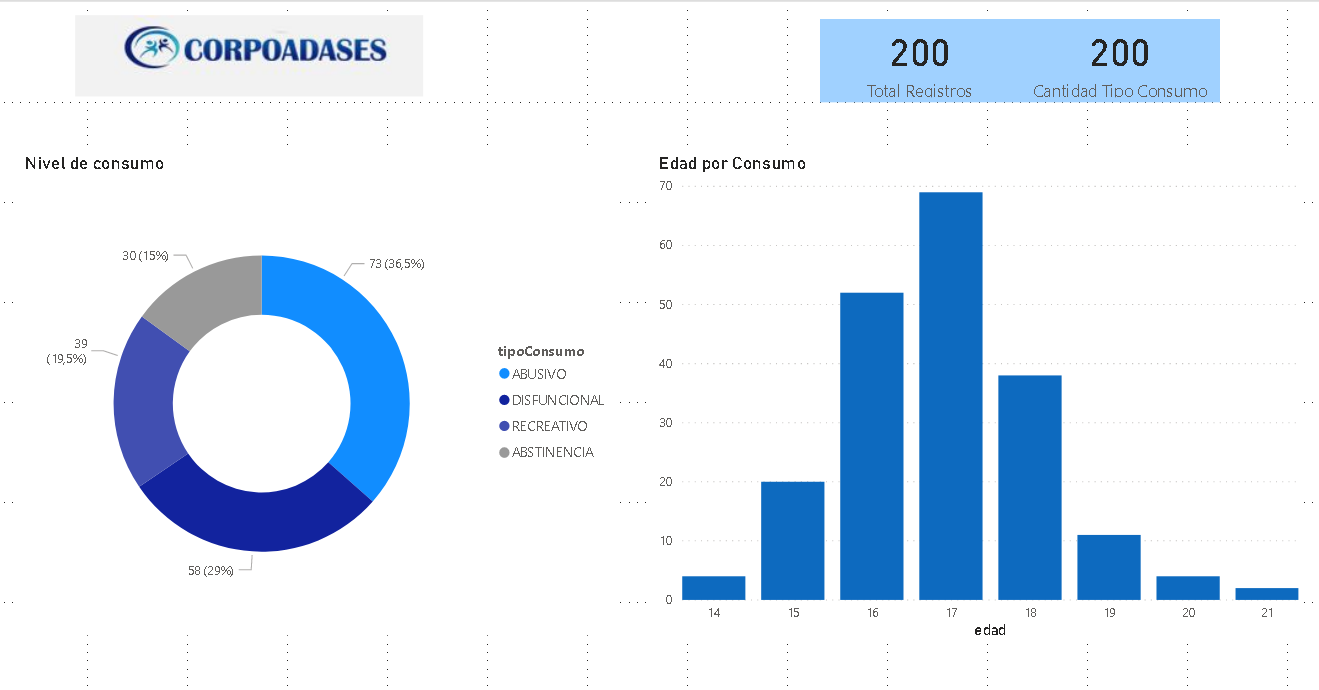 CORPOADASES
200
200
Total Registros
Cantidad Tipo Consumo
Nivel de consumo
30 (15%)
73 (36,5%)
39
(19,5%)
58 (29%)
tipoConsumo
ABUSIVO
DISFUNCIONAL
RECREATIVO
ABSTINENCIA
Edad por Consumo
70
60
50
40
30
20
10
0
14
15
16
17
18
19
20
21
edad